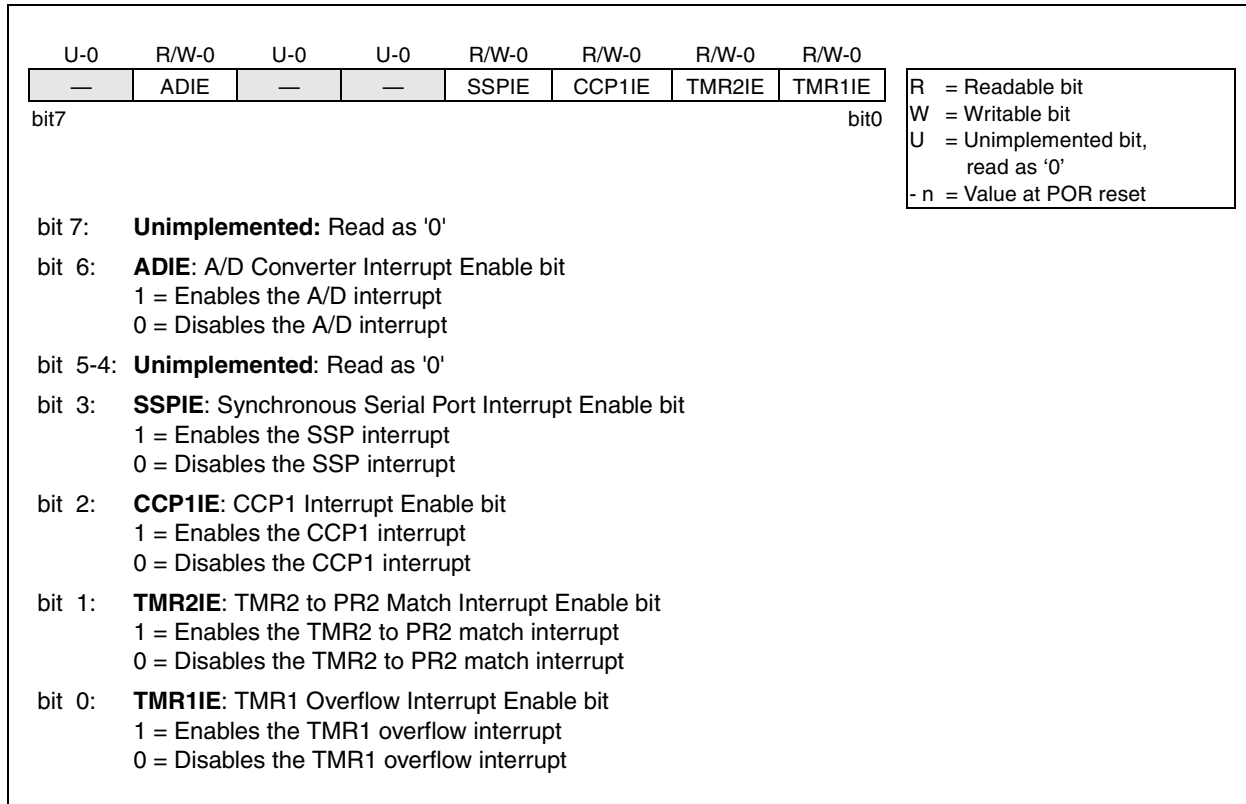 U-0 R/W-0 U-0 U-0 R/W-0 R/W-0 R/W-0 R/W-0
— ADIE — — SSPIE CCP1IE TMR2IE TMR1IE
bit7 bit0
R = Readable bit
W = Writable bit
U = Unimplemented bit,
read as ‘0’
- n = Value at POR reset
bit 7: Unimplemented: Read as '0'
bit 6: ADIE: A/D Converter Interrupt Enable bit
1 = Enables the A/D interrupt
0 = Disables the A/D interrupt
bit 5-4: Unimplemented: Read as '0'
bit 3: SSPIE: Synchronous Serial Port Interrupt Enable bit
1 = Enables the SSP interrupt
0 = Disables the SSP interrupt
bit 2: CCP1IE: CCP1 Interrupt Enable bit
1 = Enables the CCP1 interrupt
0 = Disables the CCP1 interrupt
bit 1: TMR2IE: TMR2 to PR2 Match Interrupt Enable bit
1 = Enables the TMR2 to PR2 match interrupt
0 = Disables the TMR2 to PR2 match interrupt
bit 0: TMR1IE: TMR1 Overflow Interrupt Enable bit
1 = Enables the TMR1 overflow interrupt
0 = Disables the TMR1 overflow interrupt